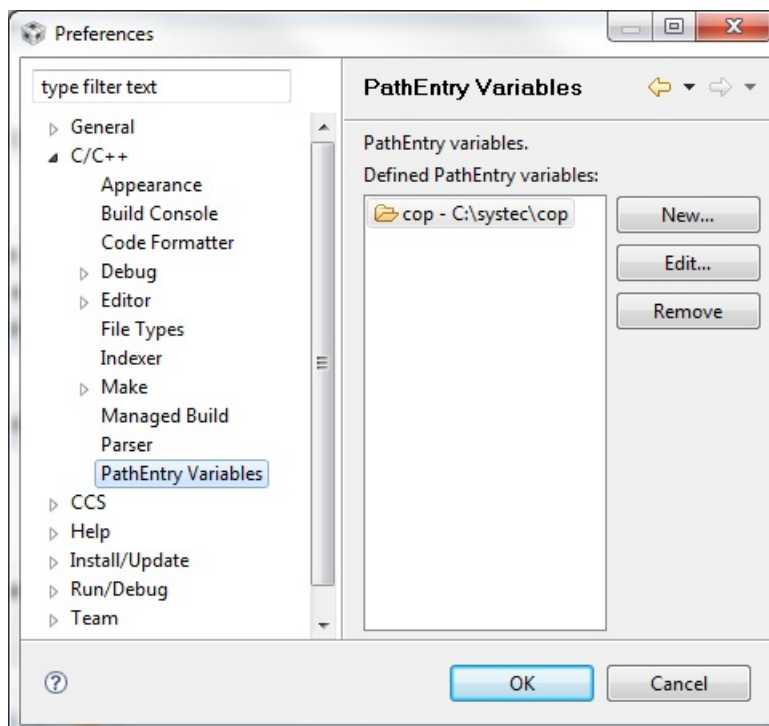 Preferences
type filter text
General
C/C++
Appearance
Build Console
Code Formatter
Debug
Editor
File Types
Indexer
Make
Managed Build
Parser
PathEntry Variables
CCS
Help
Install/Update
Run/Debug
Team
PathEntry Variables
PathEntry variables.
Defined PathEntry variables:
cop - C:\systec\cop
New...
Edit...
Remove
OK
Cancel